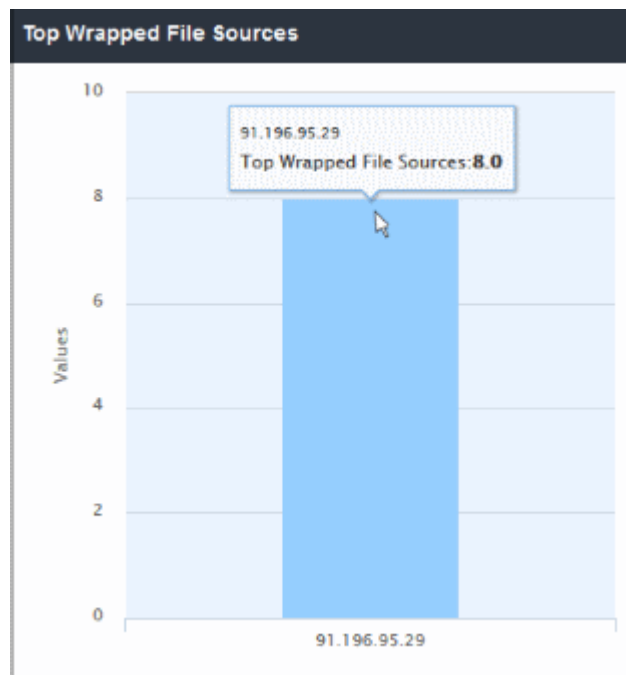 Top Wrapped File Sources
10
91.196.95.29
Top Wrapped File Sources:8.0
8
6
Values
4
2
0
91.196.95.29